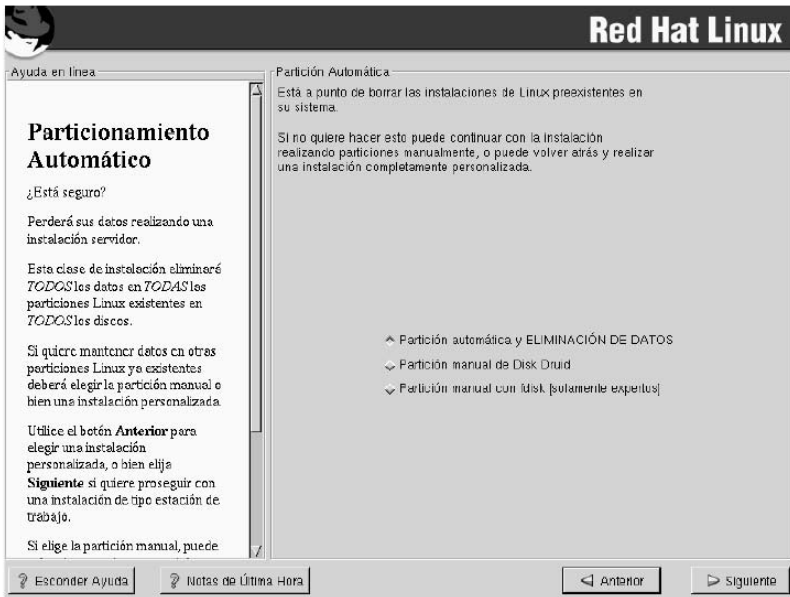 Red Hat Linux
Ayuda en línea
Particionamiento
Automático
¿Está seguro?
Perderá sus datos realizando una
instalación servidor.
Esta clase de instalación eliminará
TODOS los datos en TODAS las
particiones Linux existentes en
TODOS los discos.
Si quiere mantener datos en otras
particiones Linux ya existentes
deberá elegir la partición manual o
bien una instalación personalizada.
Utilice el botón Anterior para
elegir una instalación
personalizada, o bien elija
Siguiente si quiere proseguir con
una instalación de tipo estación de
trabajo.
Si elige la partición manual, puede
Partición Automática
Está a punto de borrar las instalaciones de Linux preexistentes en
su sistema.
Si no quiere hacer esto puede continuar con la instalación
realizando particiones manualmente, o puede volver atrás y realizar
una instalación completamente personalizada.
Partición automática y ELIMINACIÓN DE DATOS
Partición manual de Disk Druid
Partición manual con fdisk [solamente expertos]
Esconder Ayuda
Notas de Última Hora
Anterior
Siguiente